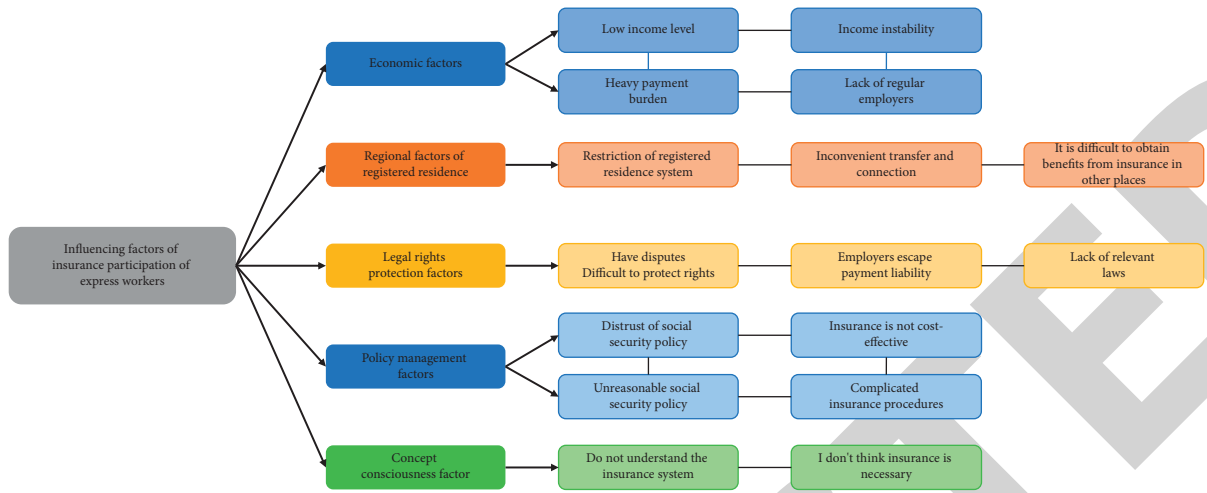 Influencing factors of
insurance participation of
express workers
Economic factors
Low income level
Income instability
Heavy payment
burden
Lack of regular
employers
Regional factors of
registered residence
Restriction of registered
residence system
Inconvenient transfer and
connection
It is difficult to obtain
benefits from insurance in
other places
Legal rights
protection factors
Have disputes
Difficult to protect rights
Employers escape
payment liability
Lack of relevant
laws
Policy management
factors
Distrust of social
security policy
Insurance is not cost-
effective
Unreasonable social
security policy
Complicated
insurance procedures
Concept
consciousness factor
Do not understand the
insurance system
I don't think insurance is
necessary